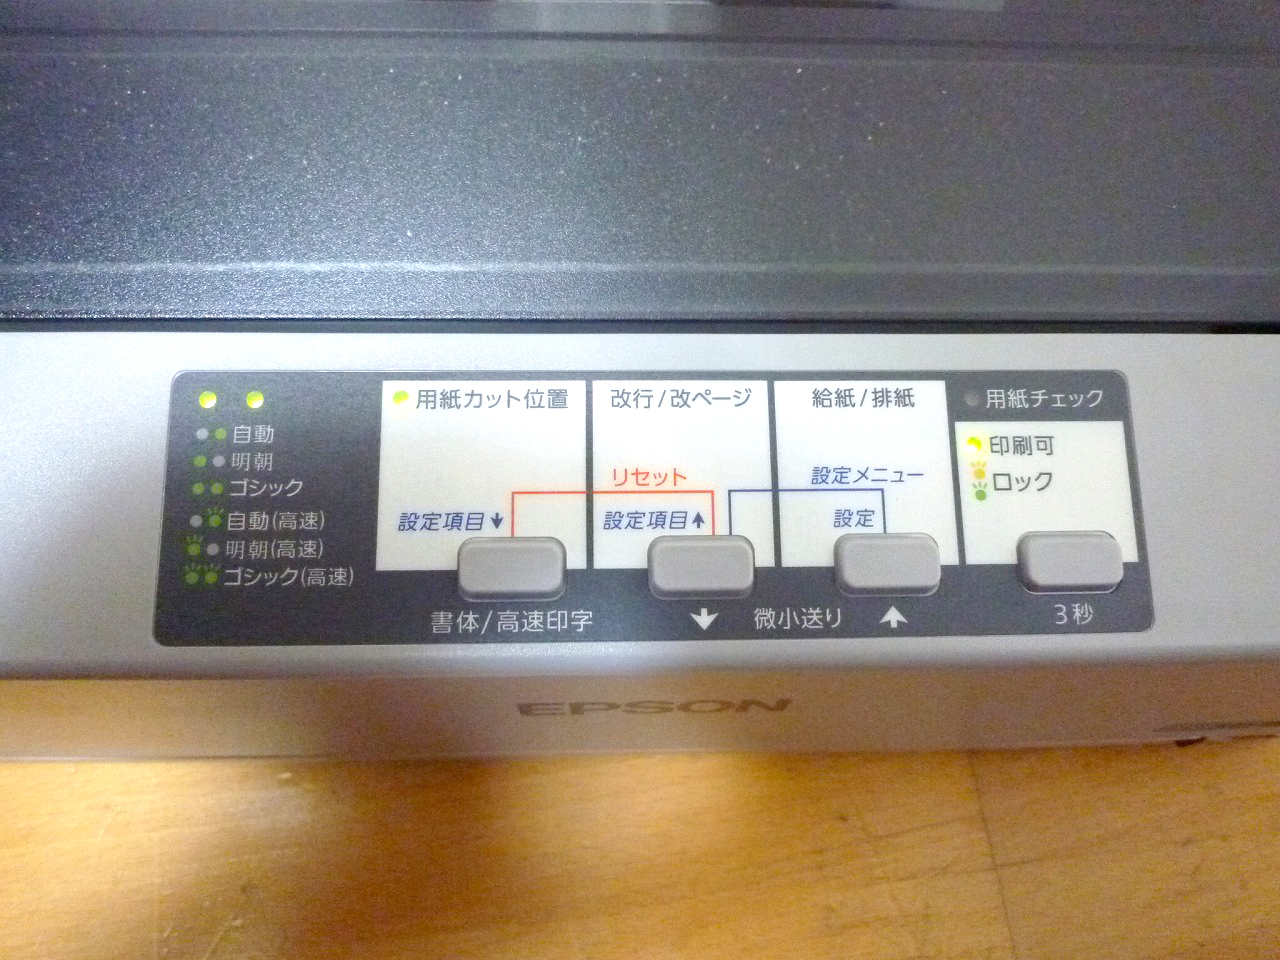 自動
明朝
ゴシック
自動(高速)
明朝(高速)
ゴシック(高速)
用紙カット位置
設定項目↓
書体/高速印字
改行/改ページ
リセット
設定項目↑
↓ 微小送り ↑
給紙/排紙
設定メニュー
設定
用紙チェック
印刷可
ロック
3秒
EPSON